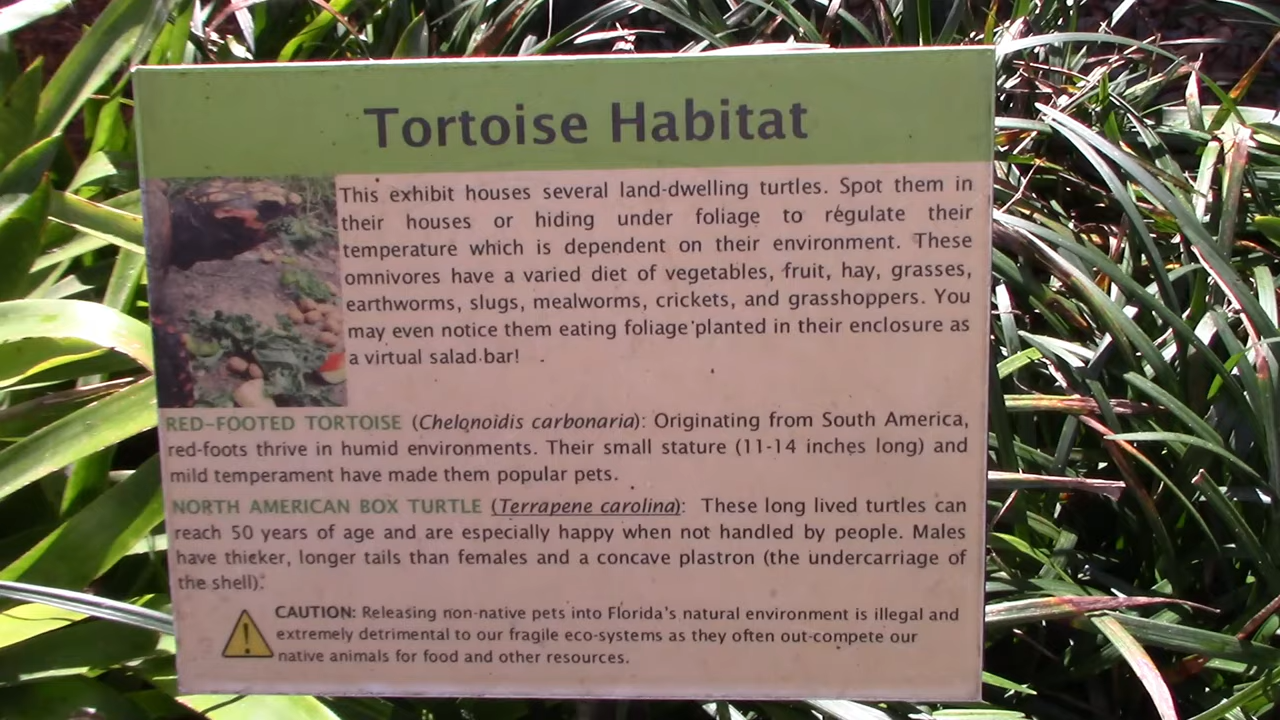 Tortoise Habitat
This exhibit houses several land-dwelling turtles. Spot them in
their houses or hiding under foliage to regulate their
temperature which is dependent on their environment. These
omnivores have a varied diet of vegetables, fruit, hay, grasses,
earthworms, slugs, mealworms, crickets, and grasshoppers. You
may even notice them eating foliage planted in their enclosure as
a virtual salad bar!
RED-FOOTED TORTOISE (Chelonoidis carbonaria): Originating from South America,
red-foots thrive in humid environments. Their small stature (11-14 inches long) and
mild temperament have made them popular pets.
NORTH AMERICAN BOX TURTLE (Terrapene carolina): These long lived turtles can
reach 50 years of age and are especially happy when not handled by people. Males
have thicker, longer tails than females and a concave plastron (the undercarriage of
the shell).
CAUTION: Releasing non-native pets into Florida's natural environment is illegal and
extremely detrimental to our fragile eco-systems as they often out-compete our
native animals for food and other resources.